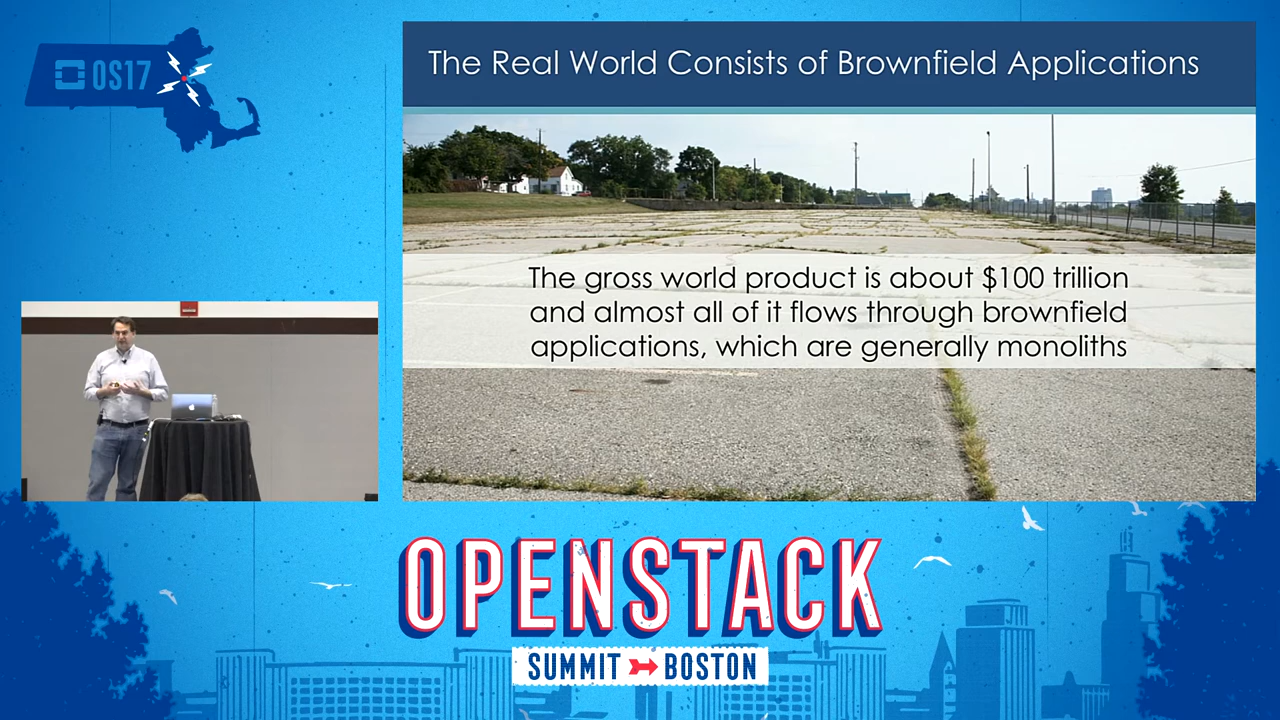 OS17
The Real World Consists of Brownfield Applications
The gross world product is about $100 trillion
and almost all of it flows through brownfield
applications, which are generally monoliths
OPENSTACK
SUMMIT BOSTON